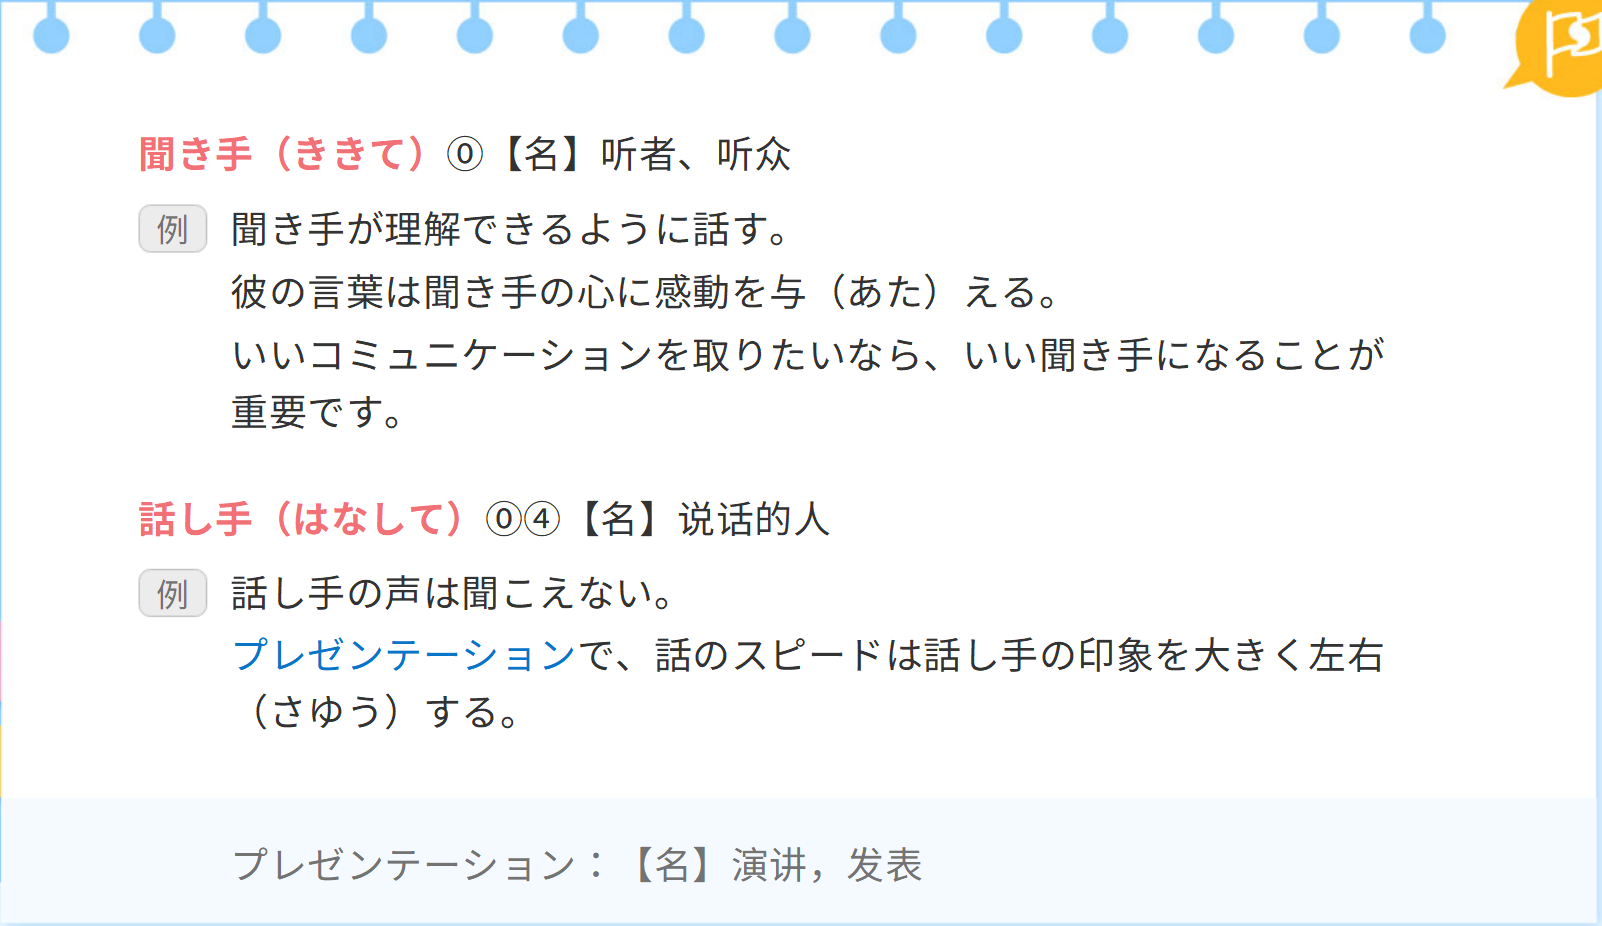 聞き手（ききて）⓪【名】听者、听众
例 聞き手が理解できるように話す。
彼の言葉は聞き手の心に感動を与（あた）える。
いいコミュニケーションを取りたいなら、いい聞き手になることが
重要です。
話し手（はなして）⓪④【名】说话的人
例 話し手の声は聞こえない。
プレゼンテーションで、話のスピードは話し手の印象を大きく左右
（さゆう）する。
プレゼンテーション：【名】演讲，发表